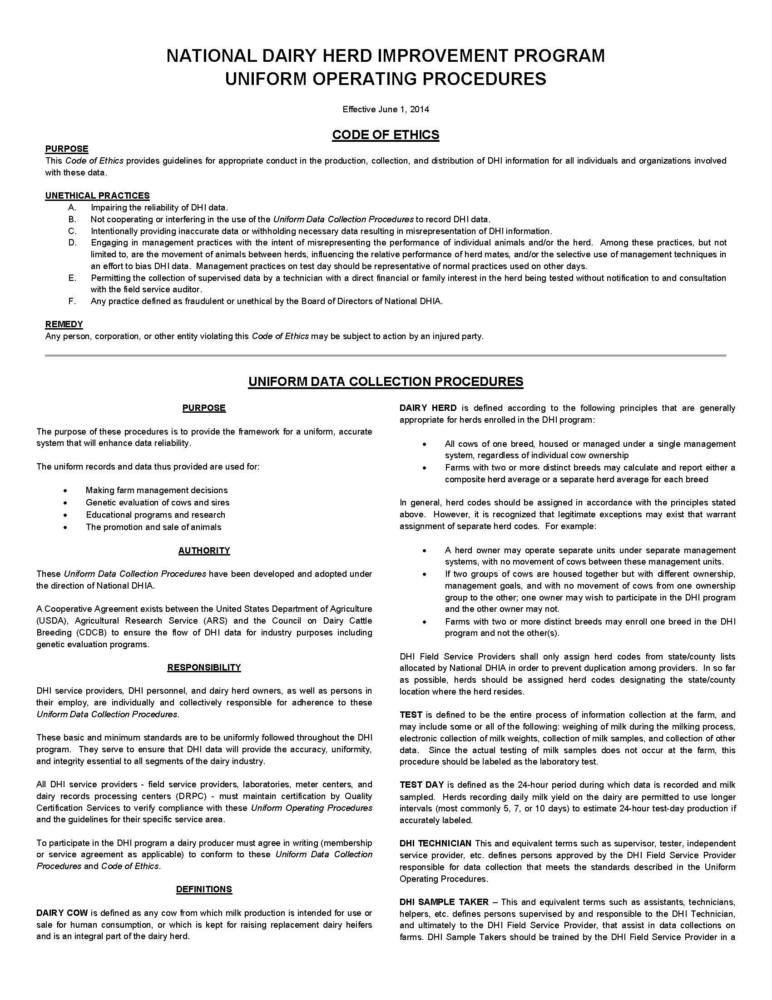 NATIONAL DAIRY HERD IMPROVEMENT PROGRAM
UNIFORM OPERATING PROCEDURES
Effective June 1, 2014
CODE OF ETHICS
PURPOSE
This Code of Ethics provides guidelines for appropriate conduct in the production, collection, and distribution of DHI information for all individuals and organizations involved
with these data.
UNETHICAL PRACTICES
A. Impairing the reliability of DHI data.
B. Not cooperating or interfering in the use of the Uniform Data Collection Procedures to record DHI data.
C. Intentionally providing inaccurate data or withholding necessary data resulting in misrepresentation of DHI information.
D. Engaging in management practices with the intent of misrepresenting the performance of individual animals and/or the herd. Among these practices, but not
limited to, are the movement of animals between herds, influencing the relative performance of herd mates, and/or the selective use of management techniques in
an effort to bias DHI data. Management practices on test day should be representative of normal practices used on other days.
E. Permitting the collection of supervised data by a technician with a direct financial or family interest in the herd being tested without notification to and consultation
with the field service auditor.
F. Any practice defined as fraudulent or unethical by the Board of Directors of National DHIA.
REMEDY
Any person, corporation, or other entity violating this Code of Ethics may be subject to action by an injured party.
UNIFORM DATA COLLECTION PROCEDURES
PURPOSE
The purpose of these procedures is to provide the framework for a uniform, accurate
system that will enhance data reliability.
The uniform records and data thus provided are used for:
• Making farm management decisions
• Genetic evaluation of cows and sires
• Educational programs and research
• The promotion and sale of animals
AUTHORITY
These Uniform Data Collection Procedures have been developed and adopted under
the direction of National DHIA.
A Cooperative Agreement exists between the United States Department of Agriculture
(USDA), Agricultural Research Service (ARS) and the Council on Dairy Cattle
Breeding (CDCB) to ensure the flow of DHI data for industry purposes including
genetic evaluation programs.
RESPONSIBILITY
DHI service providers, DHI personnel, and dairy herd owners, as well as persons in
their employ, are individually and collectively responsible for adherence to these
Uniform Data Collection Procedures.
These basic and minimum standards are to be uniformly followed throughout the DHI
program. They serve to ensure that DHI data will provide the accuracy, uniformity,
and integrity essential to all segments of the dairy industry.
All DHI service providers - field service providers, laboratories, meter centers, and
dairy records processing centers (DRPC) - must maintain certification by Quality
Certification Services to verify compliance with these Uniform Operating Procedures
and the guidelines for their specific service area.
To participate in the DHI program a dairy producer must agree in writing (membership
or service agreement as applicable) to conform to these Uniform Data Collection
Procedures and Code of Ethics.
DEFINITIONS
DAIRY COW is defined as any cow from which milk production is intended for use or
sale for human consumption, or which is kept for raising replacement dairy heifers
and is an integral part of the dairy herd.
DAIRY HERD is defined according to the following principles that are generally
appropriate for herds enrolled in the DHI program:
• All cows of one breed, housed or managed under a single management
system, regardless of individual cow ownership
• Farms with two or more distinct breeds may calculate and report either a
composite herd average or a separate herd average for each breed
In general, herd codes should be assigned in accordance with the principles stated
above. However, it is recognized that legitimate exceptions may exist that warrant
assignment of separate herd codes. For example:
• A herd owner may operate separate units under separate management
systems, with no movement of cows between these management units.
• If two groups of cows are housed together but with different ownership,
management goals, and with no movement of cows from one ownership
group to the other; one owner may wish to participate in the DHI program
and the other owner may not.
• Farms with two or more distinct breeds may enroll one breed in the DHI
program and not the other(s).
DHI Field Service Providers shall only assign herd codes from state/county lists
allocated by National DHIA in order to prevent duplication among providers. In so far
as possible, herds should be assigned herd codes designating the state/county
location where the herd resides.
TEST is defined to be the entire process of information collection at the farm, and
may include some or all of the following: weighing of milk during the milking process,
electronic collection of milk weights, collection of milk samples, and collection of other
data. Since the actual testing of milk samples does not occur at the farm, this
procedure should be labeled as the laboratory test.
TEST DAY is defined as the 24-hour period during which data is recorded and milk
sampled. Herds recording daily milk yield on the dairy are permitted to use longer
intervals (most commonly 5, 7, or 10 days) to estimate 24-hour test-day production if
accurately labeled.
DHI TECHNICIAN This and equivalent terms such as supervisor, tester, independent
service provider, etc. defines persons approved by the DHI Field Service Provider
responsible for data collection that meets the standards described in the Uniform
Operating Procedures.
DHI SAMPLE TAKER – This and equivalent terms such as assistants, technicians,
helpers, etc. defines persons supervised by and responsible to the DHI Technician,
and ultimately to the DHI Field Service Provider, that assist in data collections on
farms. DHI Sample Takers should be trained by the DHI Field Service Provider in a